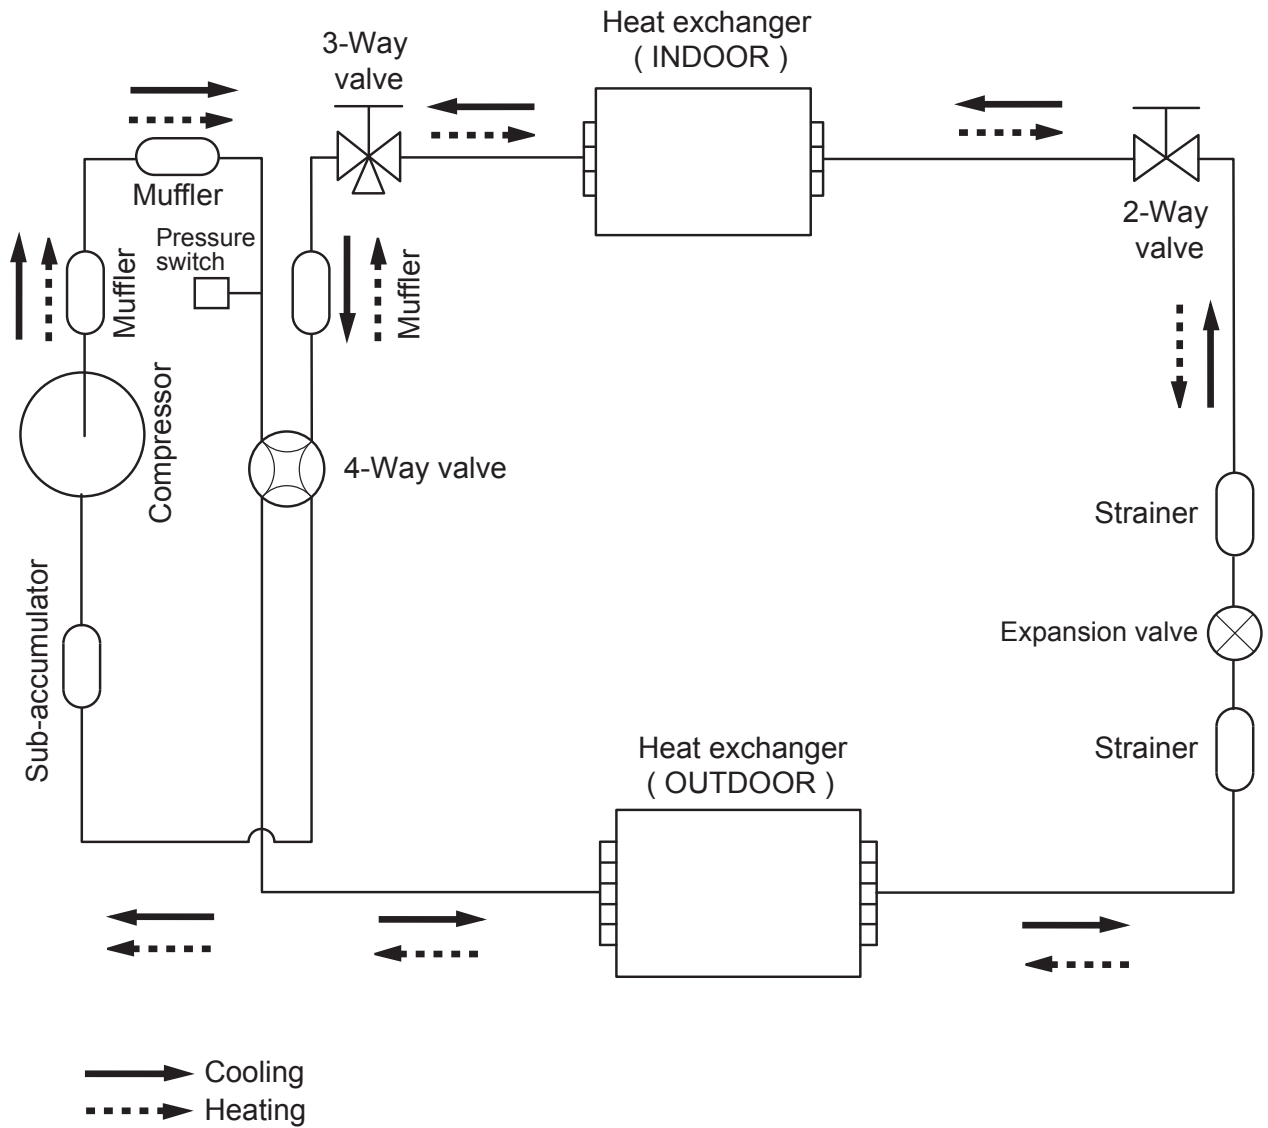 Heat exchanger
( INDOOR )
3-Way
valve
Muffler
2-Way
valve
Pressure
switch
Muffler
Muffler
Compressor
4-Way valve
Strainer
Expansion valve
Sub-accumulator
Strainer
Heat exchanger
( OUTDOOR )
Cooling
Heating